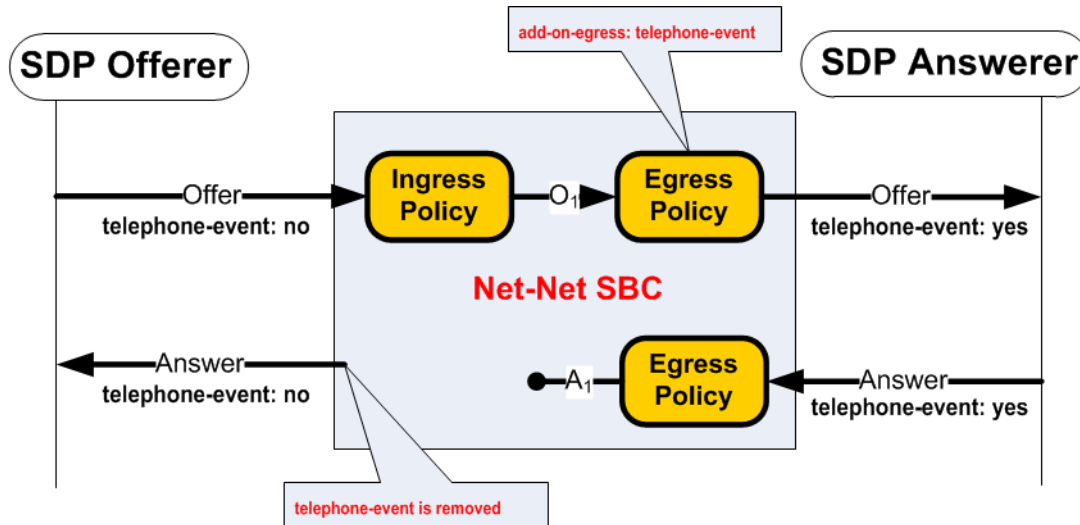 add-on-egress: telephone-event
SDP Offerer
SDP Answerer
Offer
telephone-event: no
Ingress
Policy
O1
Egress
Policy
Offer
telephone-event: yes
Net-Net SBC
Answer
telephone-event: no
A1
Egress
Policy
Answer
telephone-event: yes
telephone-event is removed